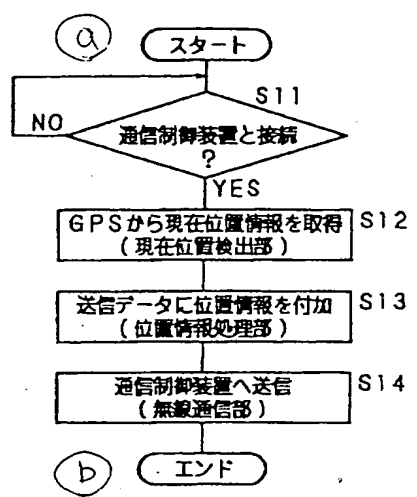 a
スタート
S11
NO
通信制御装置と接続
?
YES
GPSから現在位置情報を取得
(現在位置検出部)
S12
送信データに位置情報を付加
(位置情報処理部)
S13
通信制御装置へ送信
(無線通信部)
S14
b
エンド